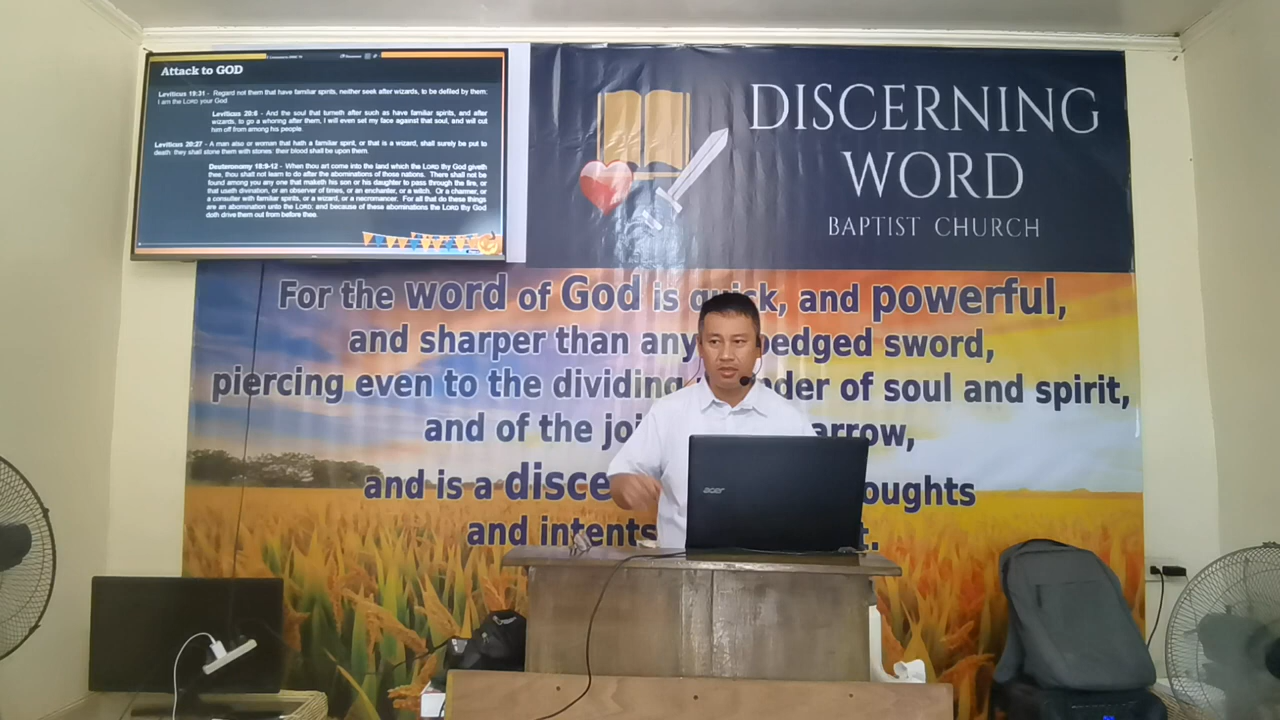 Attack to GOD
Leviticus 19:31 - Regard not them that have familiar spirits, neither seek after wizards, to be defiled by them:
I am the LORD your God.
Leviticus 20:6 - And the soul that turneth after such as have familiar spirits, and after
wizards, to go a whoring after them, I will even set my face against that soul, and will cut
him off from among his people.
Leviticus 20:27 - A man also or woman that hath a familiar spirit, or that is a wizard, shall surely be put to
death: they shall stone them with stones: their blood shall be upon them.
Deuteronomy 18:9-12 - When thou art come into the land which the LORD thy God giveth
thee, thou shalt not learn to do after the abominations of those nations. There shall not be
found among you any one that maketh his son or his daughter to pass through the fire, or
that useth divination, or an observer of times, or an enchanter, or a witch. Or a charmer, or
a consulter with familiar spirits, or a wizard, or a necromancer. For all that do these things
are an abomination unto the LORD: and because of these abominations the LORD thy God
doth drive them out from before thee.
DISCERNING
WORD
BAPTIST CHURCH
For the word of God is quick, and powerful,
and sharper than any edged sword,
piercing even to the dividing der of soul and spirit,
and of the joi arrow,
and is a disce oughts
and intents t.
acer